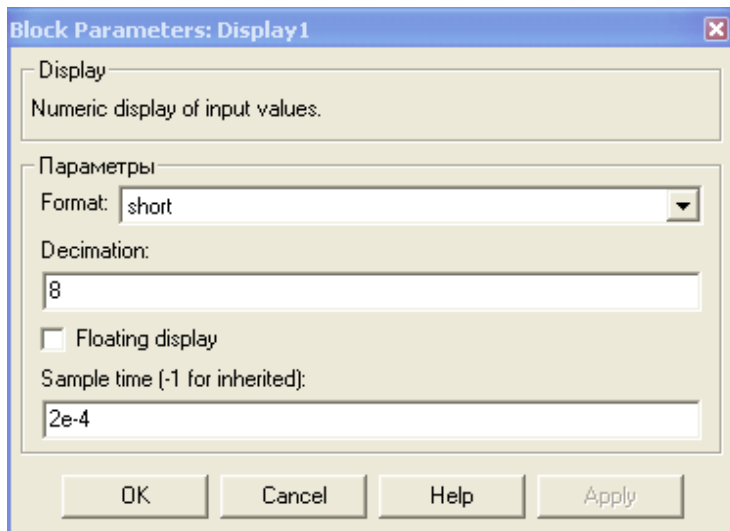 Block Parameters: Display1
Display
Numeric display of input values.
Параметры
Format: short
Decimation:
8
Floating display
Sample time (-1 for inherited):
2e-4
OK Cancel Help Apply